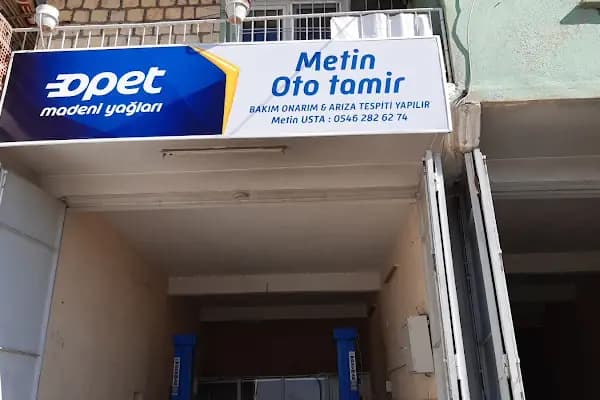 opet
madeni yağları
Metin
Oto tamir
BAKIM ONARIM & ARIZA TESPİTİ YAPILIR
Metin USTA : 0546 282 62 74